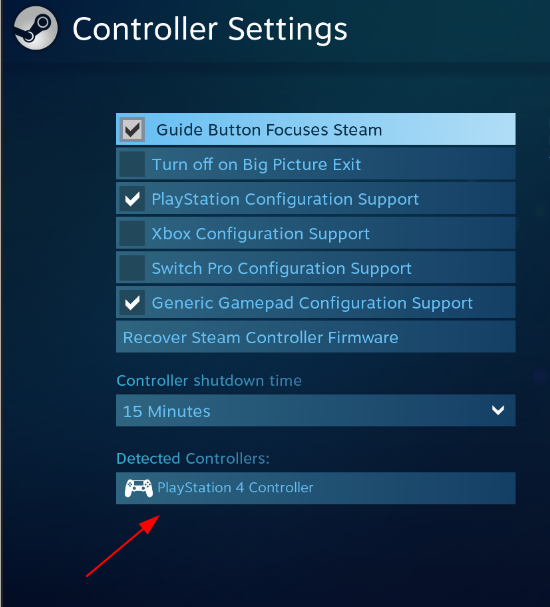 Controller Settings
Guide Button Focuses Steam
Turn off on Big Picture Exit
PlayStation Configuration Support
Xbox Configuration Support
Switch Pro Configuration Support
Generic Gamepad Configuration Support
Recover Steam Controller Firmware
Controller shutdown time
15 Minutes
Detected Controllers:
PlayStation 4 Controller